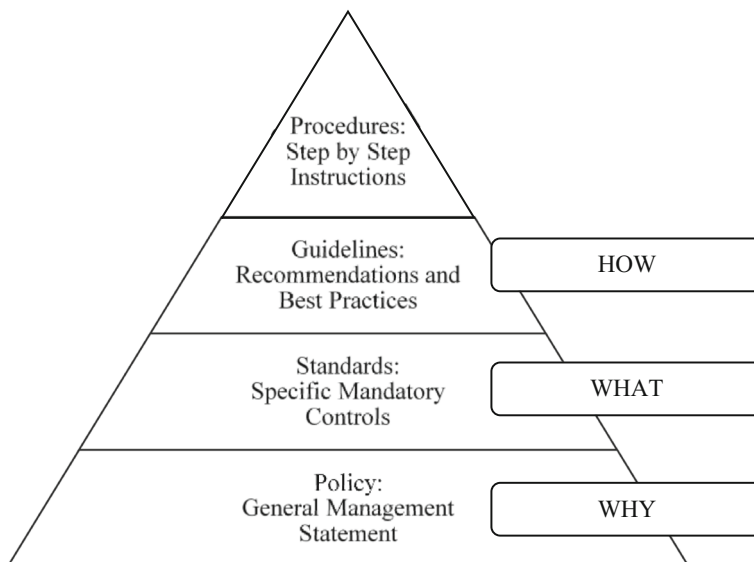 Procedures:
Step by Step
Instructions
Guidelines:
Recommendations and
Best Practices
HOW
Standards:
Specific Mandatory
Controls
WHAT
Policy:
General Management
Statement
WHY